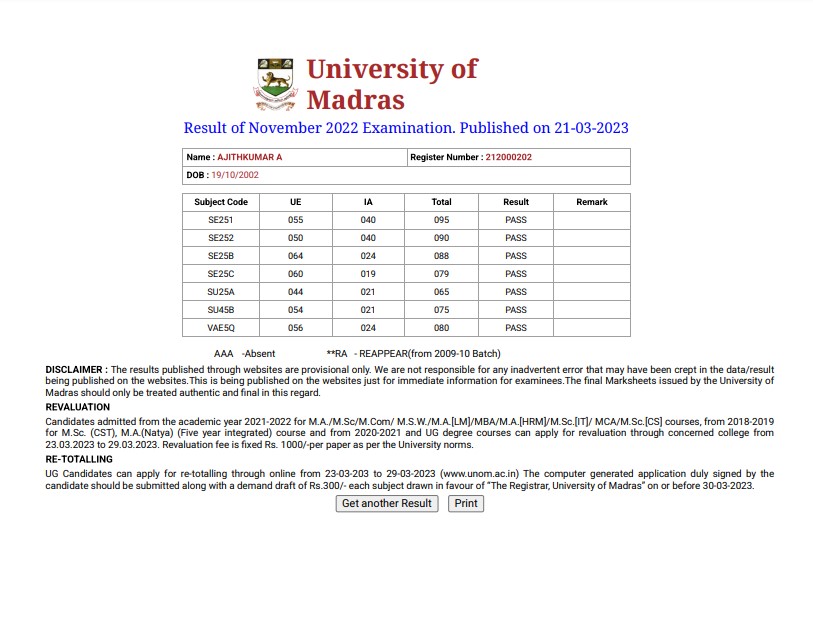 University of
Madras
Result of November 2022 Examination. Published on 21-03-2023
Name : AJITHKUMAR A Register Number : 212000202
DOB : 19/10/2002
Subject Code UE IA Total Result Remark
SE251 055 040 095 PASS
SE252 050 040 090 PASS
SE25B 064 024 088 PASS
SE25C 060 019 079 PASS
SU25A 044 021 065 PASS
SU45B 054 021 075 PASS
VAE5Q 056 024 080 PASS
AAA -Absent **RA - REAPPEAR(from 2009-10 Batch)
DISCLAIMER : The results published through websites are provisional only. We are not responsible for any inadvertent error that may have been crept in the data/result
being published on the websites.This is being published on the websites just for immediate information for examinees.The final Marksheets issued by the University of
Madras should only be treated authentic and final in this regard.
REVALUATION
Candidates admitted from the academic year 2021-2022 for M.A./M.Sc/M.Com/ M.S.W./M.A.[LM]/MBA/M.A.[HRM]/M.Sc.[IT]/ MCA/M.Sc.[CS] courses, from 2018-2019
for M.Sc. (CST), M.A.(Natya) (Five year integrated) course and from 2020-2021 and UG degree courses can apply for revaluation through concerned college from
23.03.2023 to 29.03.2023. Revaluation fee is fixed Rs. 1000/-per paper as per the University norms.
RE-TOTALLING
UG Candidates can apply for re-totalling through online from 23-03-203 to 29-03-2023 (www.unom.ac.in) The computer generated application duly signed by the
candidate should be submitted along with a demand draft of Rs.300/- each subject drawn in favour of “The Registrar, University of Madras” on or before 30-03-2023.
Get another Result Print